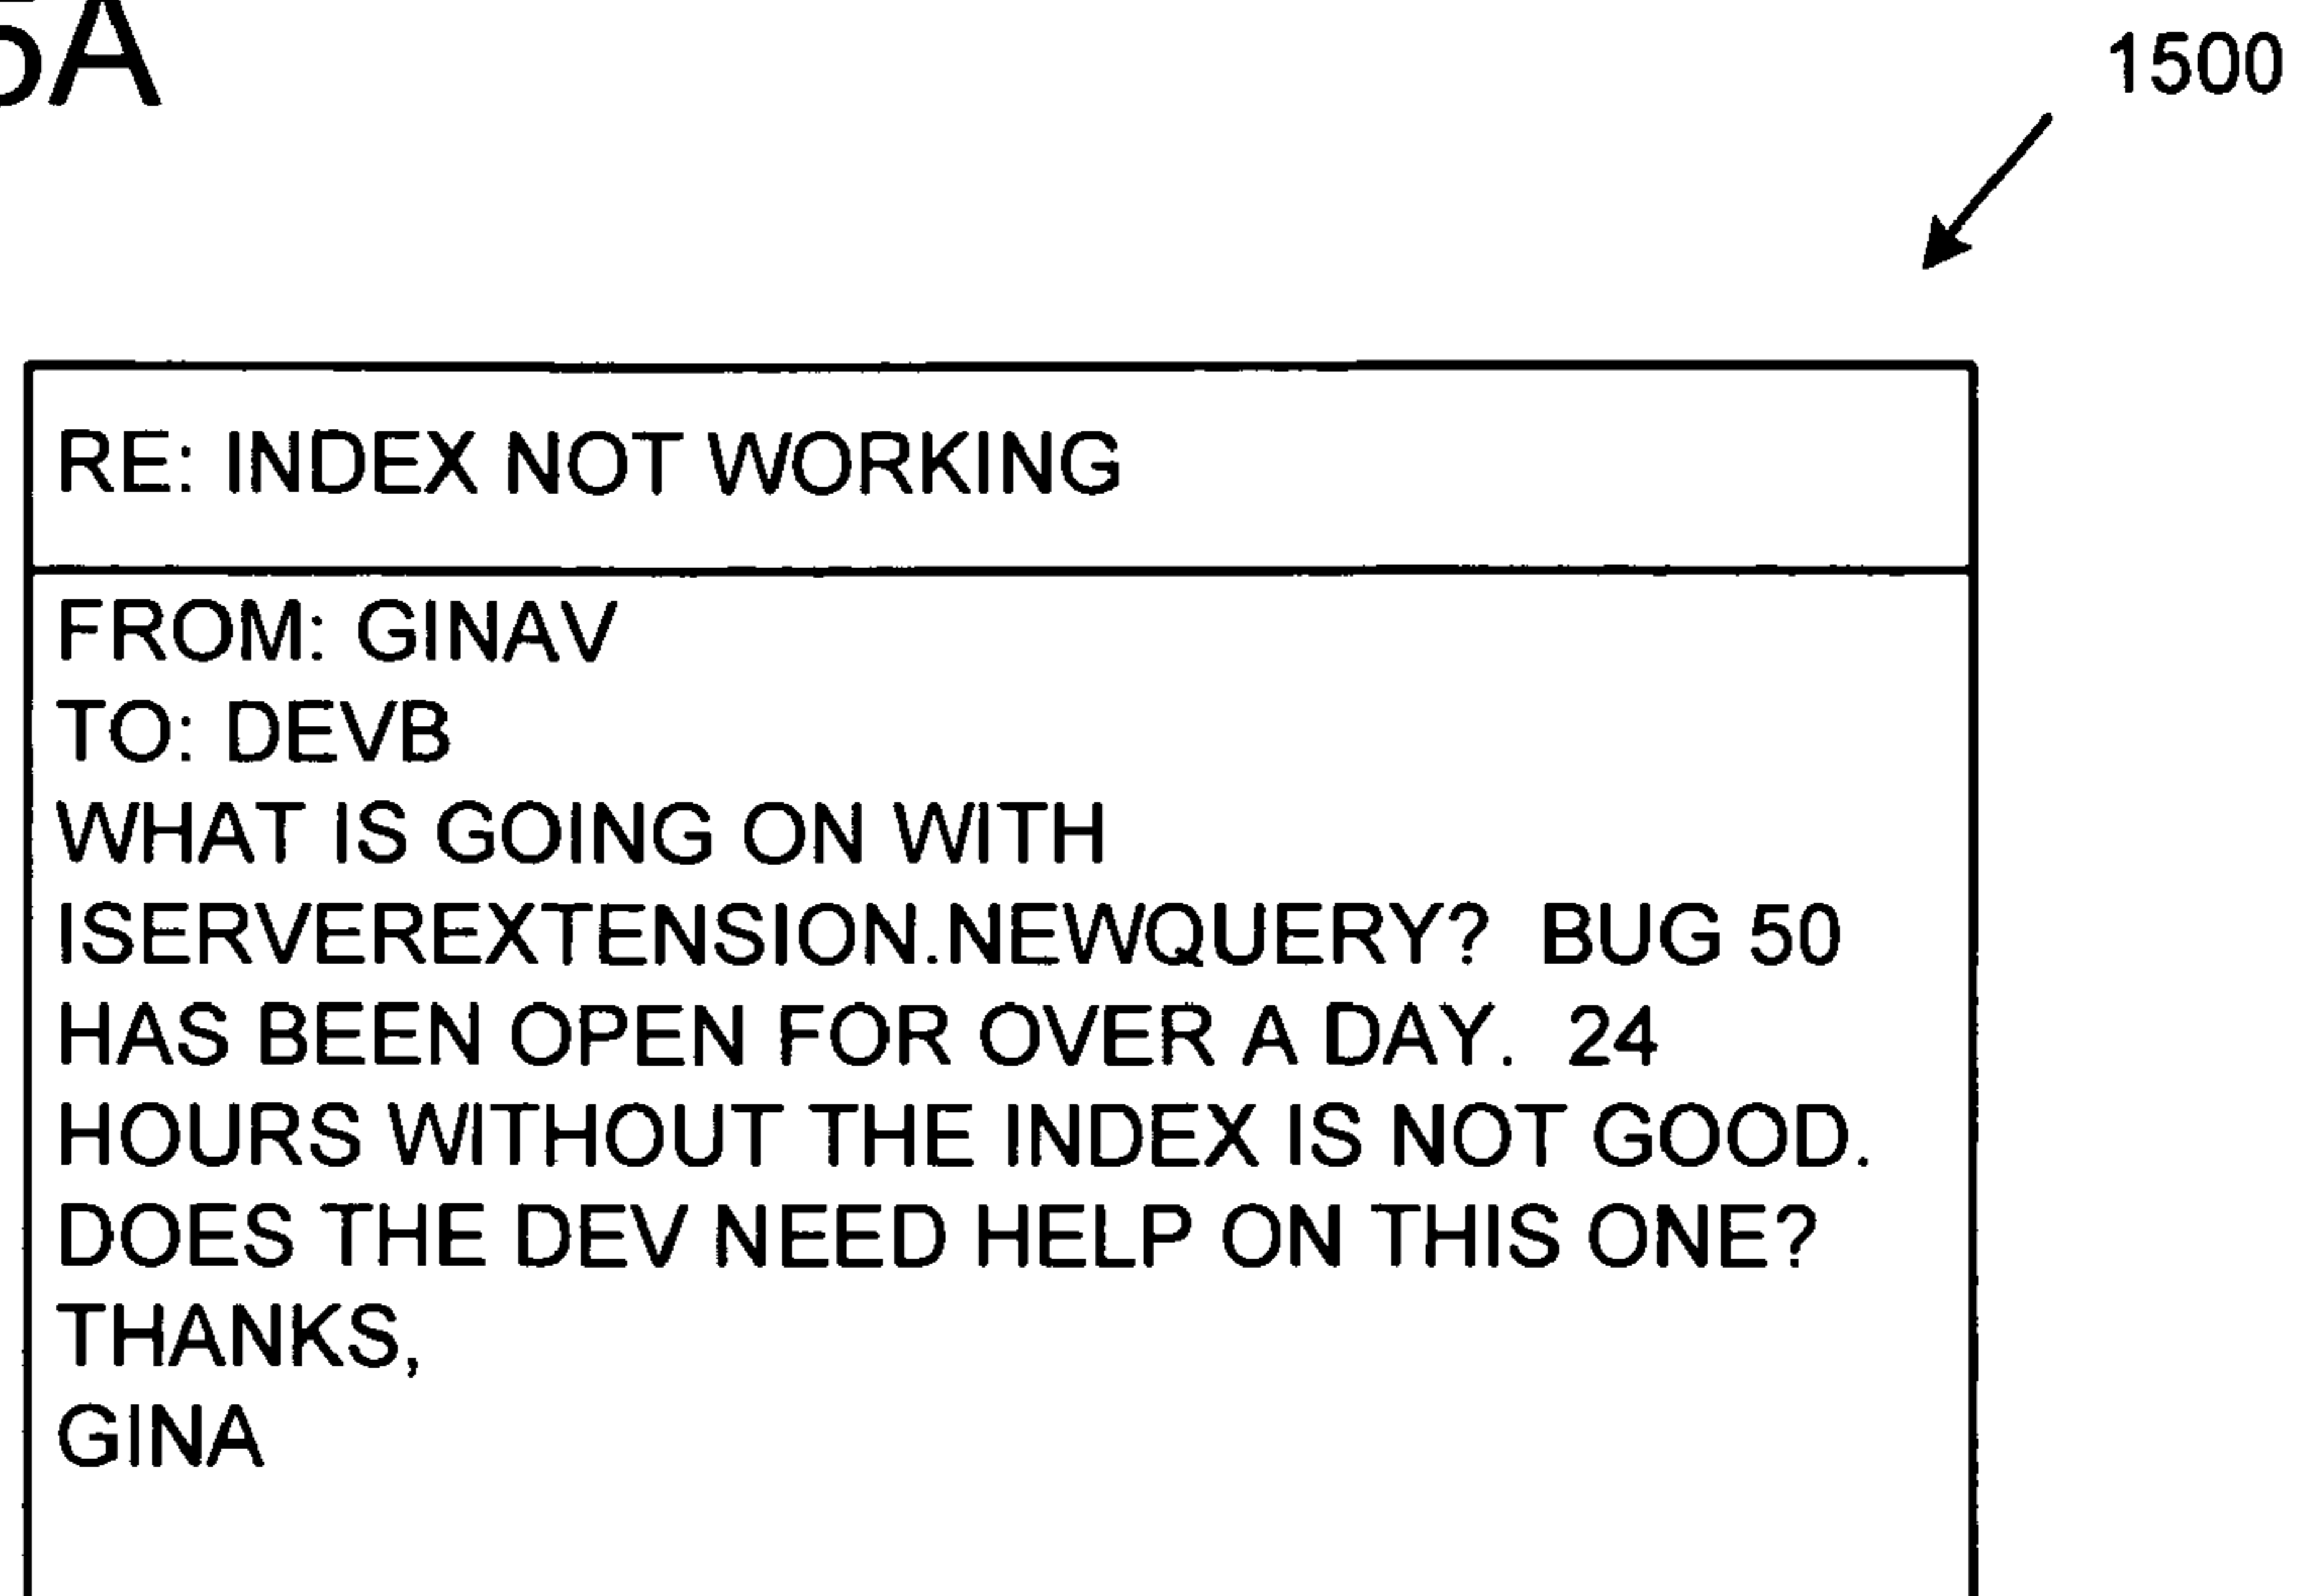 5A
1500
RE: INDEX NOT WORKING
FROM: GINAV
TO: DEVB
WHAT IS GOING ON WITH
ISERVEREXTENSION.NEWQUERY?  BUG 50
HAS BEEN OPEN FOR OVER A DAY.  24
HOURS WITHOUT THE INDEX IS NOT GOOD.
DOES THE DEV NEED HELP ON THIS ONE?
THANKS,
GINA